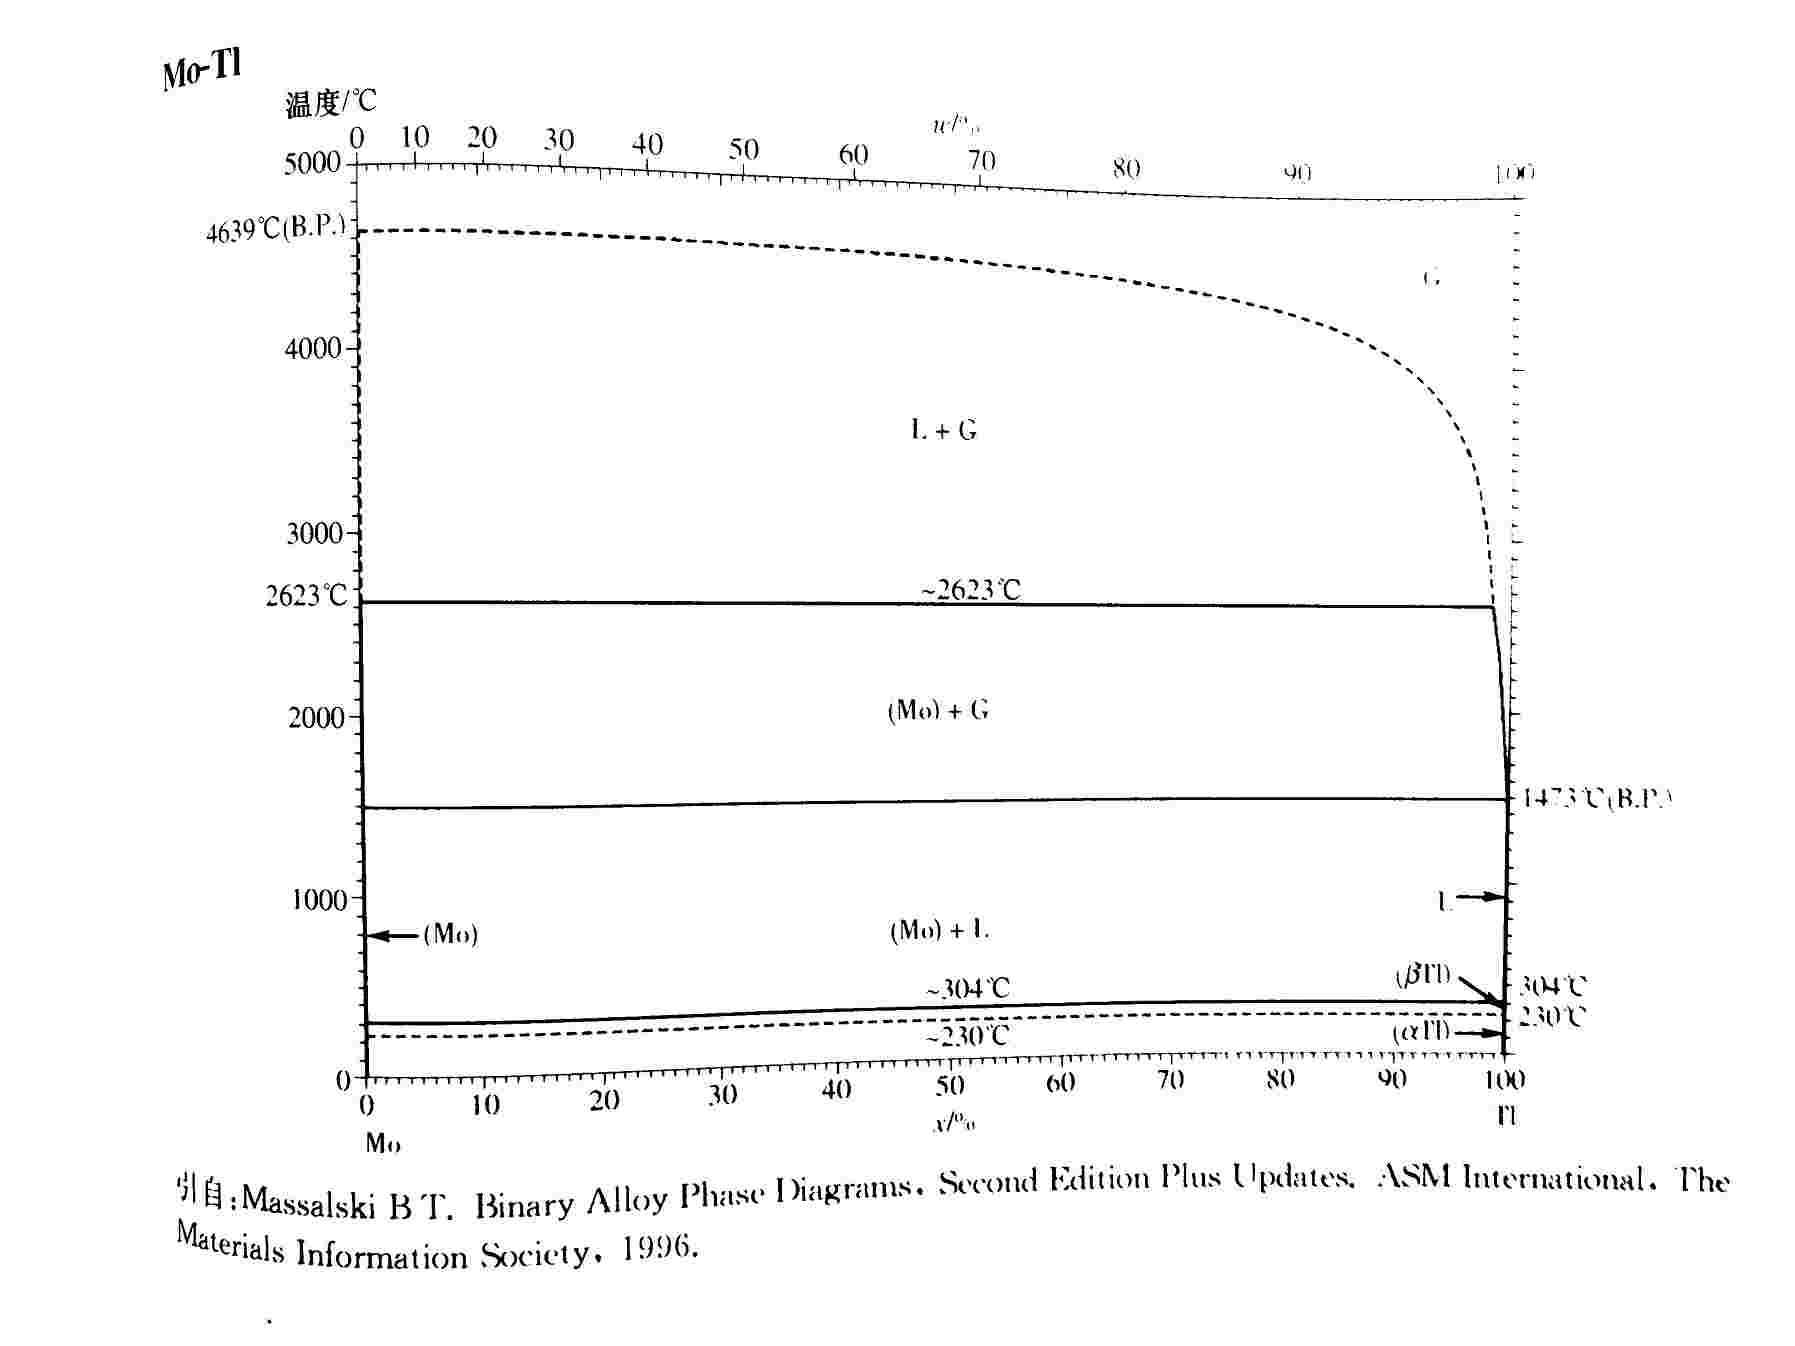 Mo-Tl
温度/℃
w/%
0 10 20 30 40 50 60 70 80 90 100
5000
4639℃(B.P.)
G
4000
L + G
3000
2623℃
~2623℃
2000
(Mo) + G
1473℃(B.P.)
1000
L
(Mo)
(Mo) + L
(βTl)
~304℃
304℃
230℃
~230℃
(αTl)
0
0 10 20 30 40 50 60 70 80 90 100
Mo
x/%
Tl
引自:Massalski B T. Binary Alloy Phase Diagrams, Second Edition Plus Updates. ASM International, The
Materials Information Society, 1996.